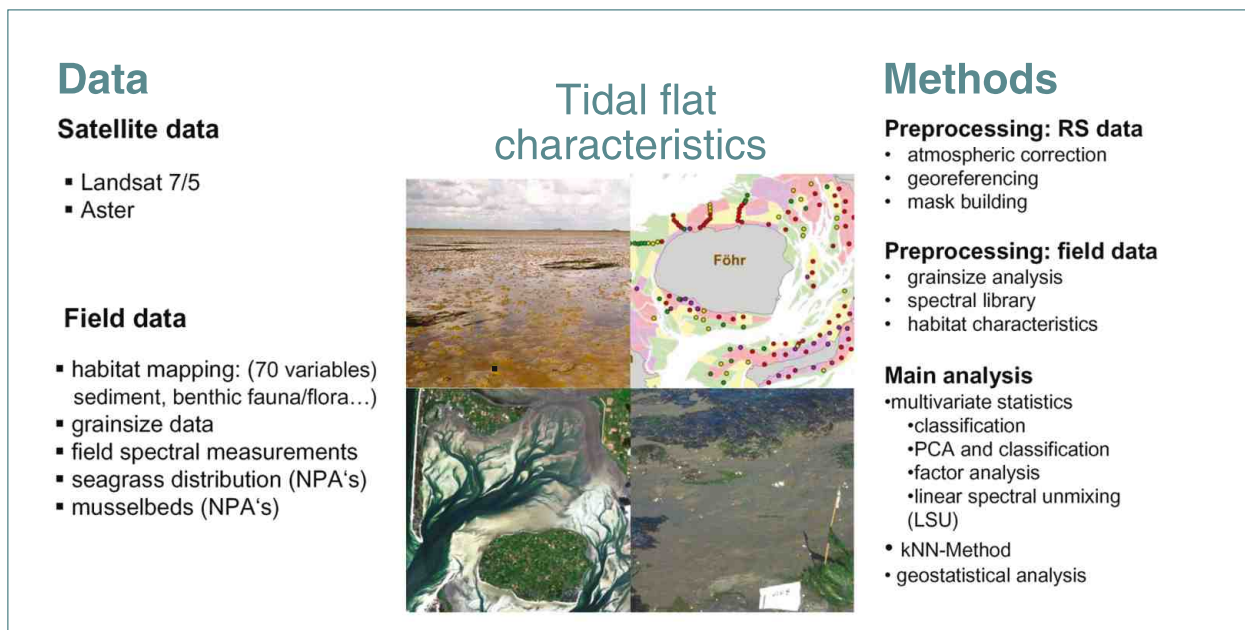 Data
Satellite data
▪ Landsat 7/5
▪ Aster
Field data
▪ habitat mapping: (70 variables)
sediment, benthic fauna/flora…)
▪ grainsize data
▪ field spectral measurements
▪ seagrass distribution (NPA‘s)
▪ musselbeds (NPA‘s)
Tidal flat
characteristics
Föhr
Methods
Preprocessing: RS data
• atmospheric correction
• georeferencing
• mask building
Preprocessing: field data
• grainsize analysis
• spectral library
• habitat characteristics
Main analysis
•multivariate statistics
•classification
•PCA and classification
•factor analysis
•linear spectral unmixing
(LSU)
• kNN-Method
• geostatistical analysis